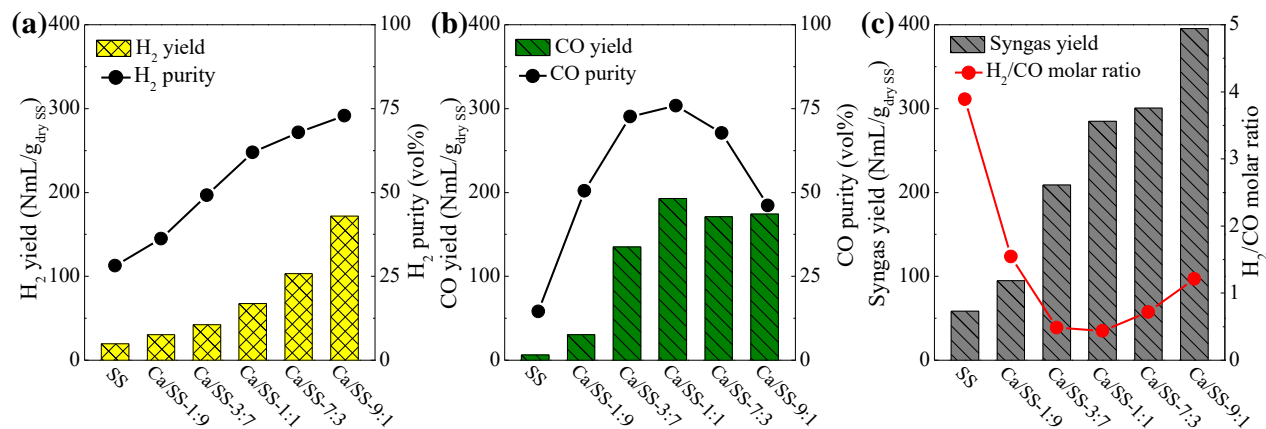 (a)
H2 yield
H2 purity
H2 yield (NmL/gdry SS)
400
300
200
100
0
100
75
50
25
0
H2 purity (vol%)
SS
Ca/SS-1:9
Ca/SS-3:7
Ca/SS-1:1
Ca/SS-7:3
Ca/SS-9:1
(b)
CO yield
CO purity
CO yield (NmL/gdry SS)
400
300
200
100
0
100
75
50
25
0
CO purity (vol%)
SS
Ca/SS-1:9
Ca/SS-3:7
Ca/SS-1:1
Ca/SS-7:3
Ca/SS-9:1
(c)
Syngas yield
H2/CO molar ratio
Syngas yield (NmL/gdry SS)
400
300
200
100
0
5
4
3
2
1
0
H2/CO molar ratio
SS
Ca/SS-1:9
Ca/SS-3:7
Ca/SS-1:1
Ca/SS-7:3
Ca/SS-9:1